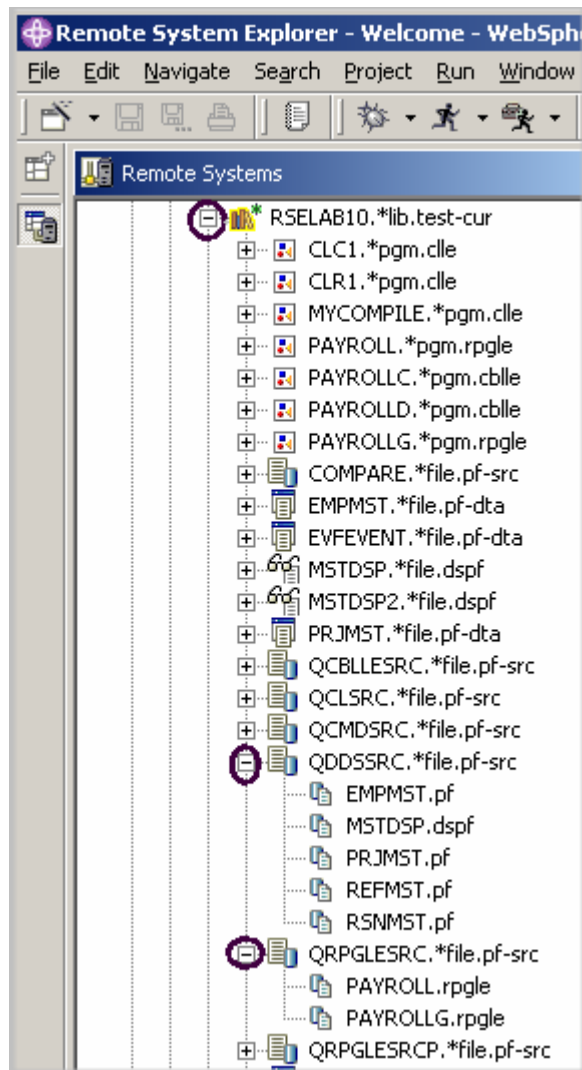 Remote System Explorer - Welcome - WebSph
File Edit Navigate Search Project Run Window
Remote Systems
RSELAB10.*lib.test-cur
CLC1.*pgm.clle
CLR1.*pgm.clle
MYCOMPILE.*pgm.clle
PAYROLL.*pgm.rpgle
PAYROLLC.*pgm.cblle
PAYROLLD.*pgm.cblle
PAYROLLG.*pgm.rpgle
COMPARE.*file.pf-src
EMPMST.*file.pf-dta
EVFEVENT.*file.pf-dta
MSTDSP.*file.dspf
MSTDSP2.*file.dspf
PRJMST.*file.pf-dta
QCBLLESRC.*file.pf-src
QCLSRC.*file.pf-src
QCMDSRC.*file.pf-src
QDDSSRC.*file.pf-src
EMPMST.pf
MSTDSP.dspf
PRJMST.pf
REFMST.pf
RSNMST.pf
QRPGLESRC.*file.pf-src
PAYROLL.rpgle
PAYROLLG.rpgle
QRPGLESRCP.*file.pf-src